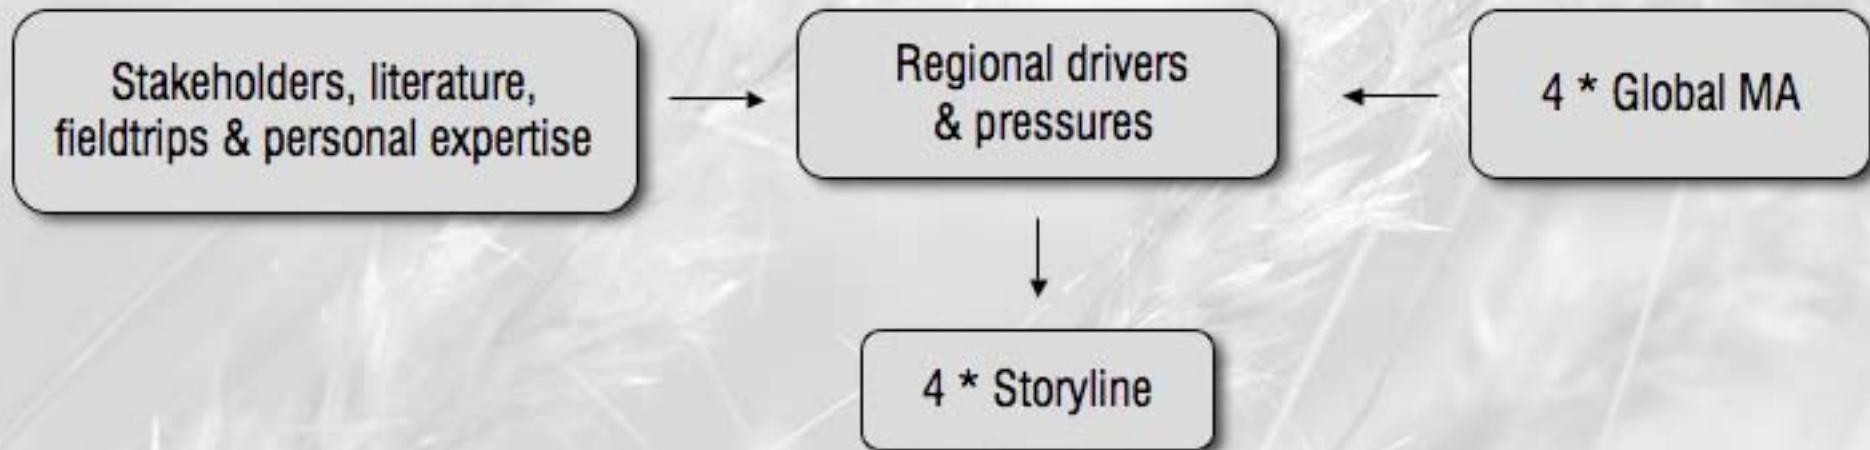 Stakeholders, literature,
fieldtrips & personal expertise
Regional drivers
& pressures
4 * Global MA
4 * Storyline